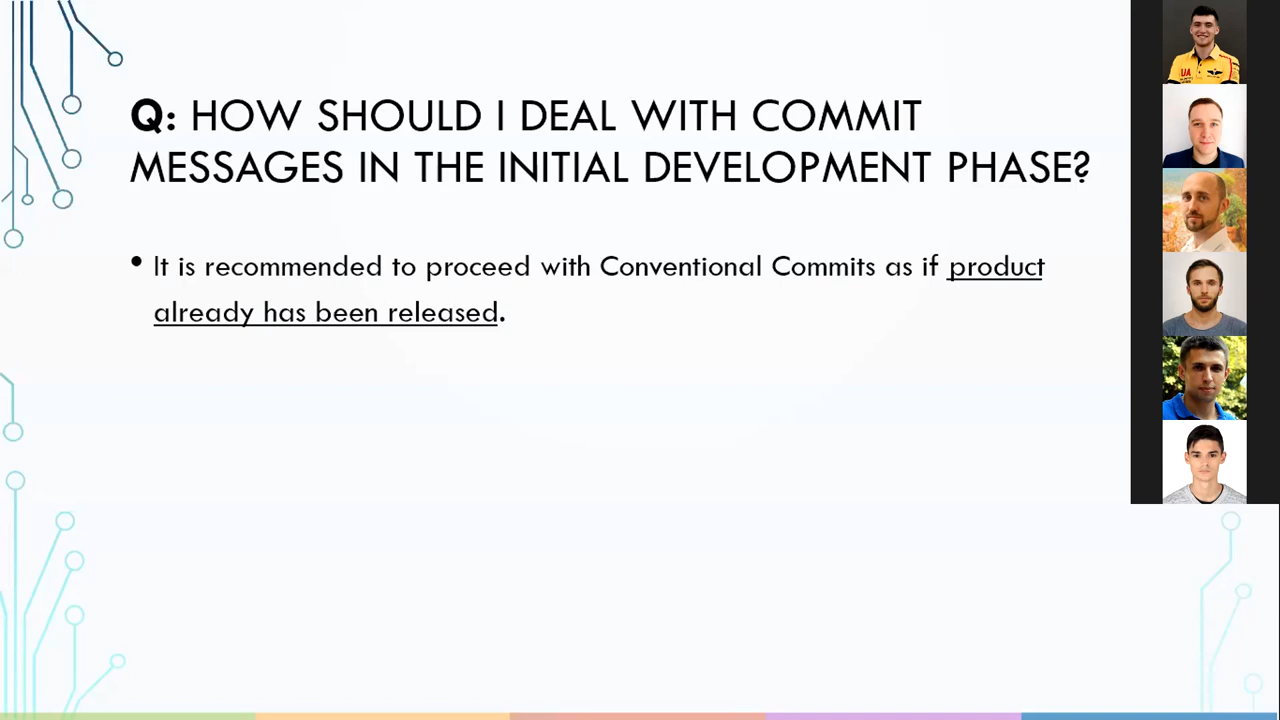 Q: HOW SHOULD I DEAL WITH COMMIT
MESSAGES IN THE INITIAL DEVELOPMENT PHASE?
• It is recommended to proceed with Conventional Commits as if product
already has been released.
UA